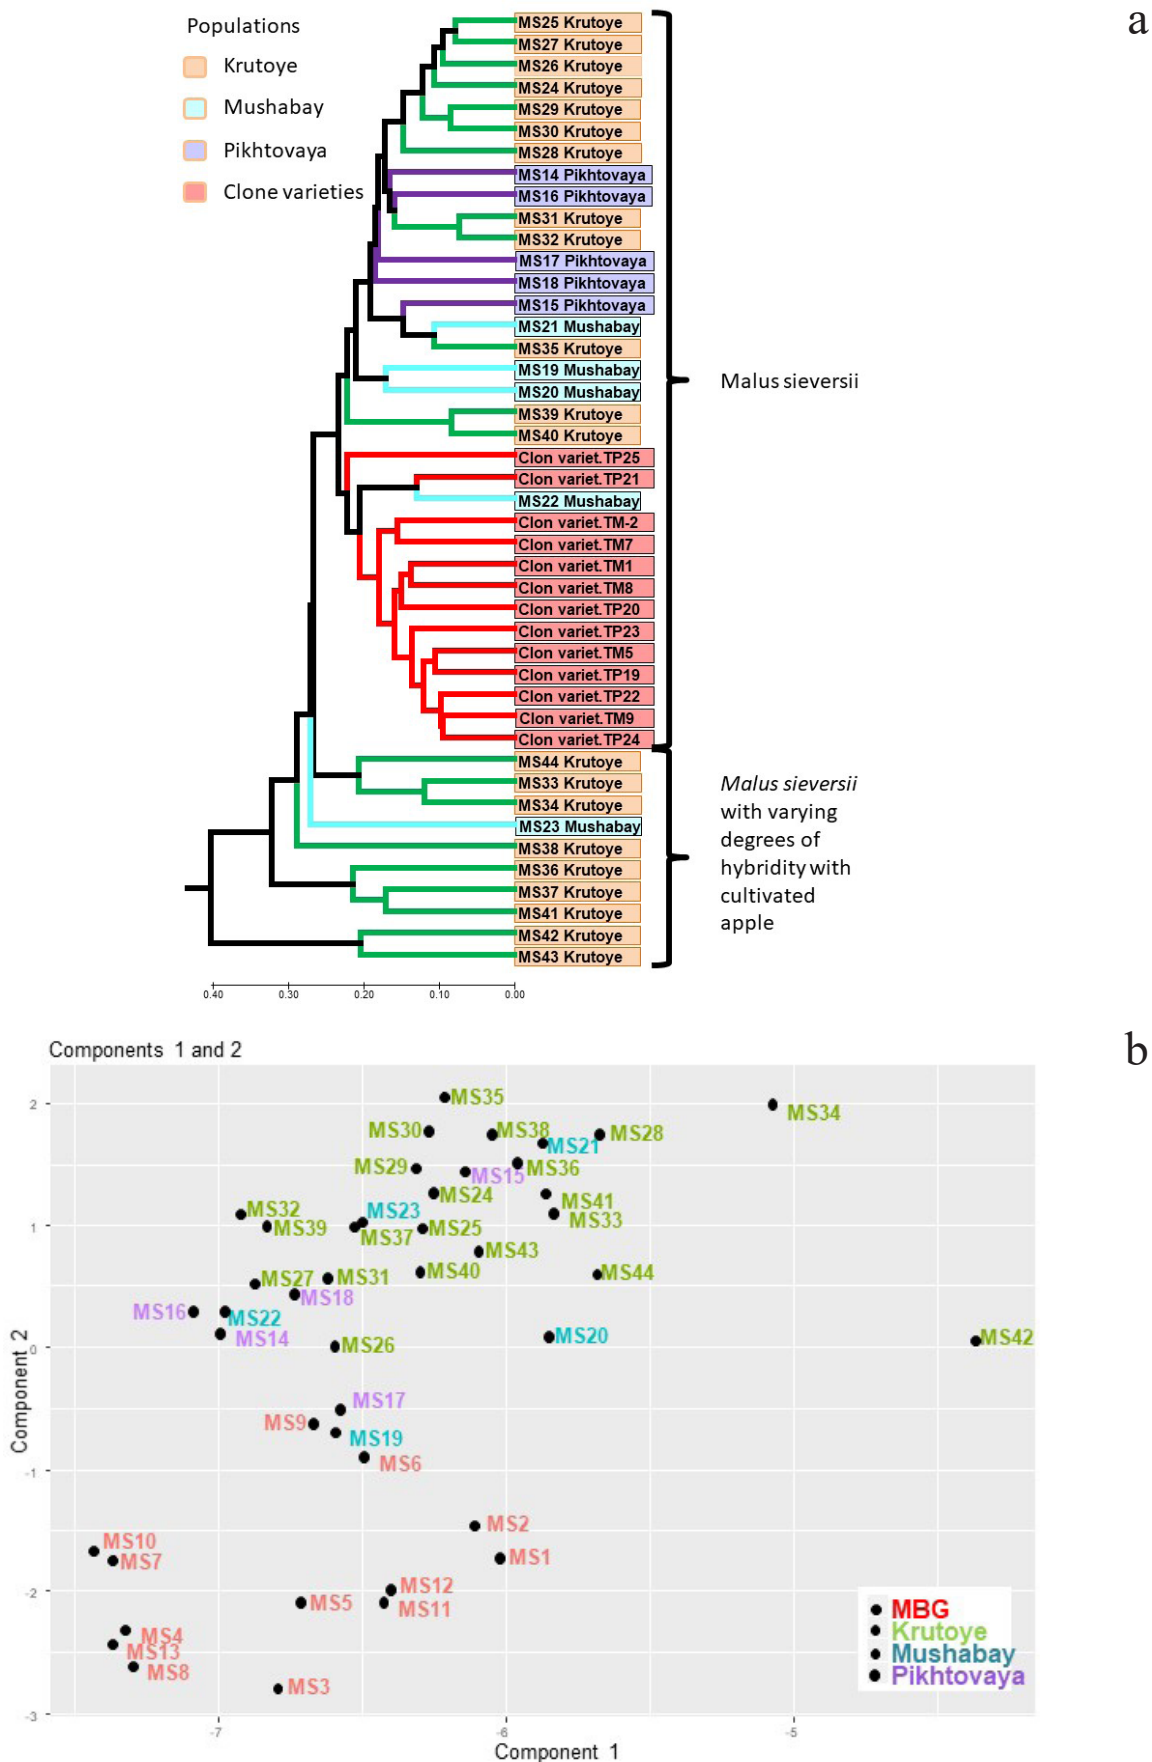 a
Populations
Krutoye
Mushabay
Pikhtovaya
Clone varieties
MS25 Krutoye
MS27 Krutoye
MS26 Krutoye
MS24 Krutoye
MS29 Krutoye
MS30 Krutoye
MS28 Krutoye
MS14 Pikhtovaya
MS16 Pikhtovaya
MS31 Krutoye
MS32 Krutoye
MS17 Pikhtovaya
MS18 Pikhtovaya
MS15 Pikhtovaya
MS21 Mushabay
MS35 Krutoye
MS19 Mushabay
MS20 Mushabay
MS39 Krutoye
MS40 Krutoye
Clon variet.TP25
Clon variet.TP21
MS22 Mushabay
Clon variet.TM-2
Clon variet.TM7
Clon variet.TM1
Clon variet.TM8
Clon variet.TP20
Clon variet.TP23
Clon variet.TM5
Clon variet.TP19
Clon variet.TP22
Clon variet.TM9
Clon variet.TP24
MS44 Krutoye
MS33 Krutoye
MS34 Krutoye
MS23 Mushabay
MS38 Krutoye
MS36 Krutoye
MS37 Krutoye
MS41 Krutoye
MS42 Krutoye
MS43 Krutoye
Malus sieversii
Malus sieversii
with varying
degrees of
hybridity with
cultivated
apple
0.40 0.30 0.20 0.10 0.00
b
Components 1 and 2
Component 2
2
1
0
-1
-2
-3
MS35
MS34
MS30
MS38
MS28
MS21
MS29
MS36
MS15
MS24
MS41
MS32
MS23
MS33
MS39
MS37
MS25
MS43
MS40
MS44
MS27
MS31
MS18
MS16
MS22
MS14
MS20
MS42
MS26
MS17
MS9
MS19
MS6
MS2
MS10
MS7
MS1
MS12
MS5
MS11
MS4
MS13
MS8
MS3
MBG
Krutoye
Mushabay
Pikhtovaya
-7 -6 -5
Component 1